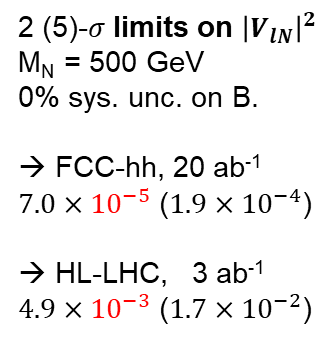 2 (5)-σ limits on |V_{lN}|²
M_N = 500 GeV
0% sys. unc. on B.
→ FCC-hh, 20 ab⁻¹
7.0 × 10⁻⁵ (1.9 × 10⁻⁴)
→ HL-LHC, 3 ab⁻¹
4.9 × 10⁻³ (1.7 × 10⁻²)